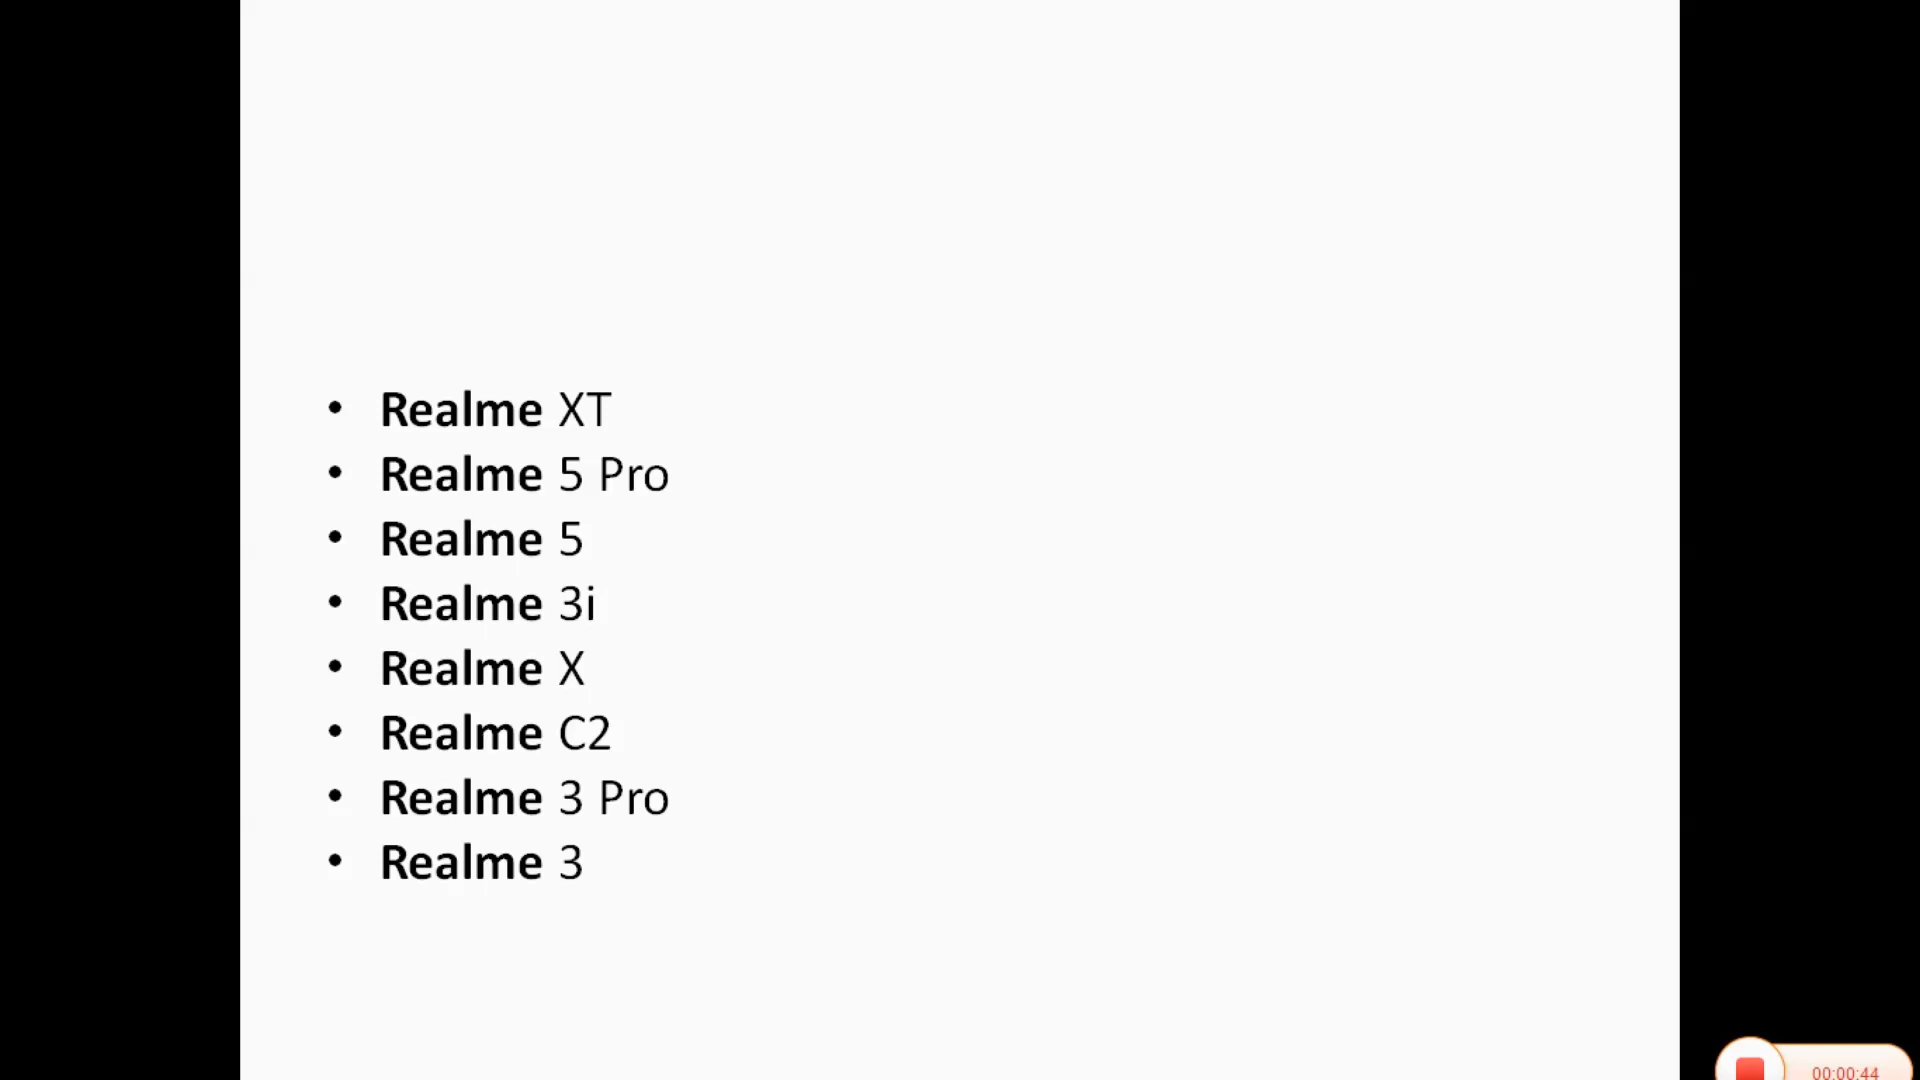 • Realme XT
• Realme 5 Pro
• Realme 5
• Realme 3i
• Realme X
• Realme C2
• Realme 3 Pro
• Realme 3
00:00:44